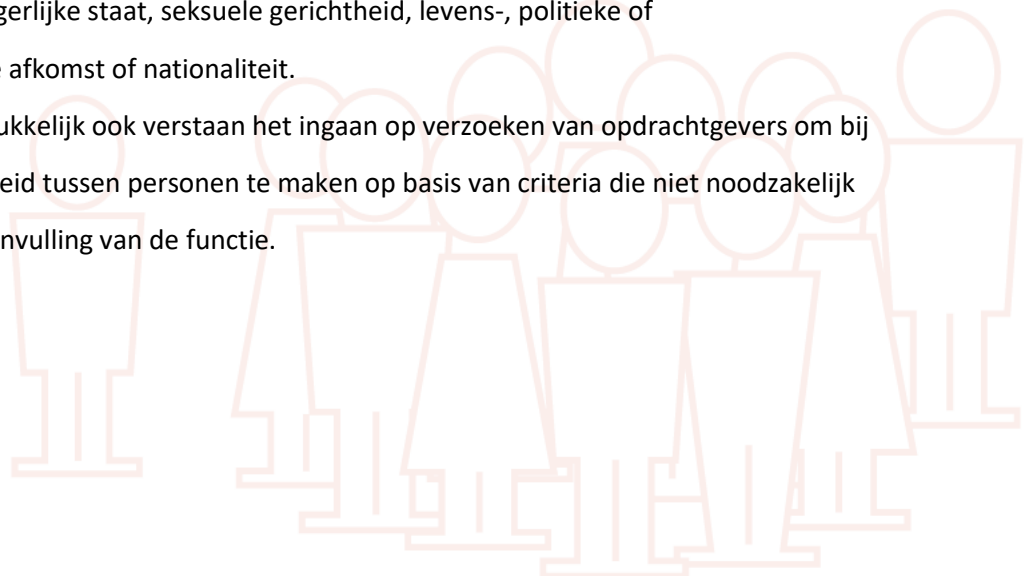 gerlijke staat, seksuele gerichtheid, levens-, politieke of
afkomst of nationaliteit.
ukkelijk ook verstaan het ingaan op verzoeken van opdrachtgevers om bij
eid tussen personen te maken op basis van criteria die niet noodzakelijk
nvulling van de functie.